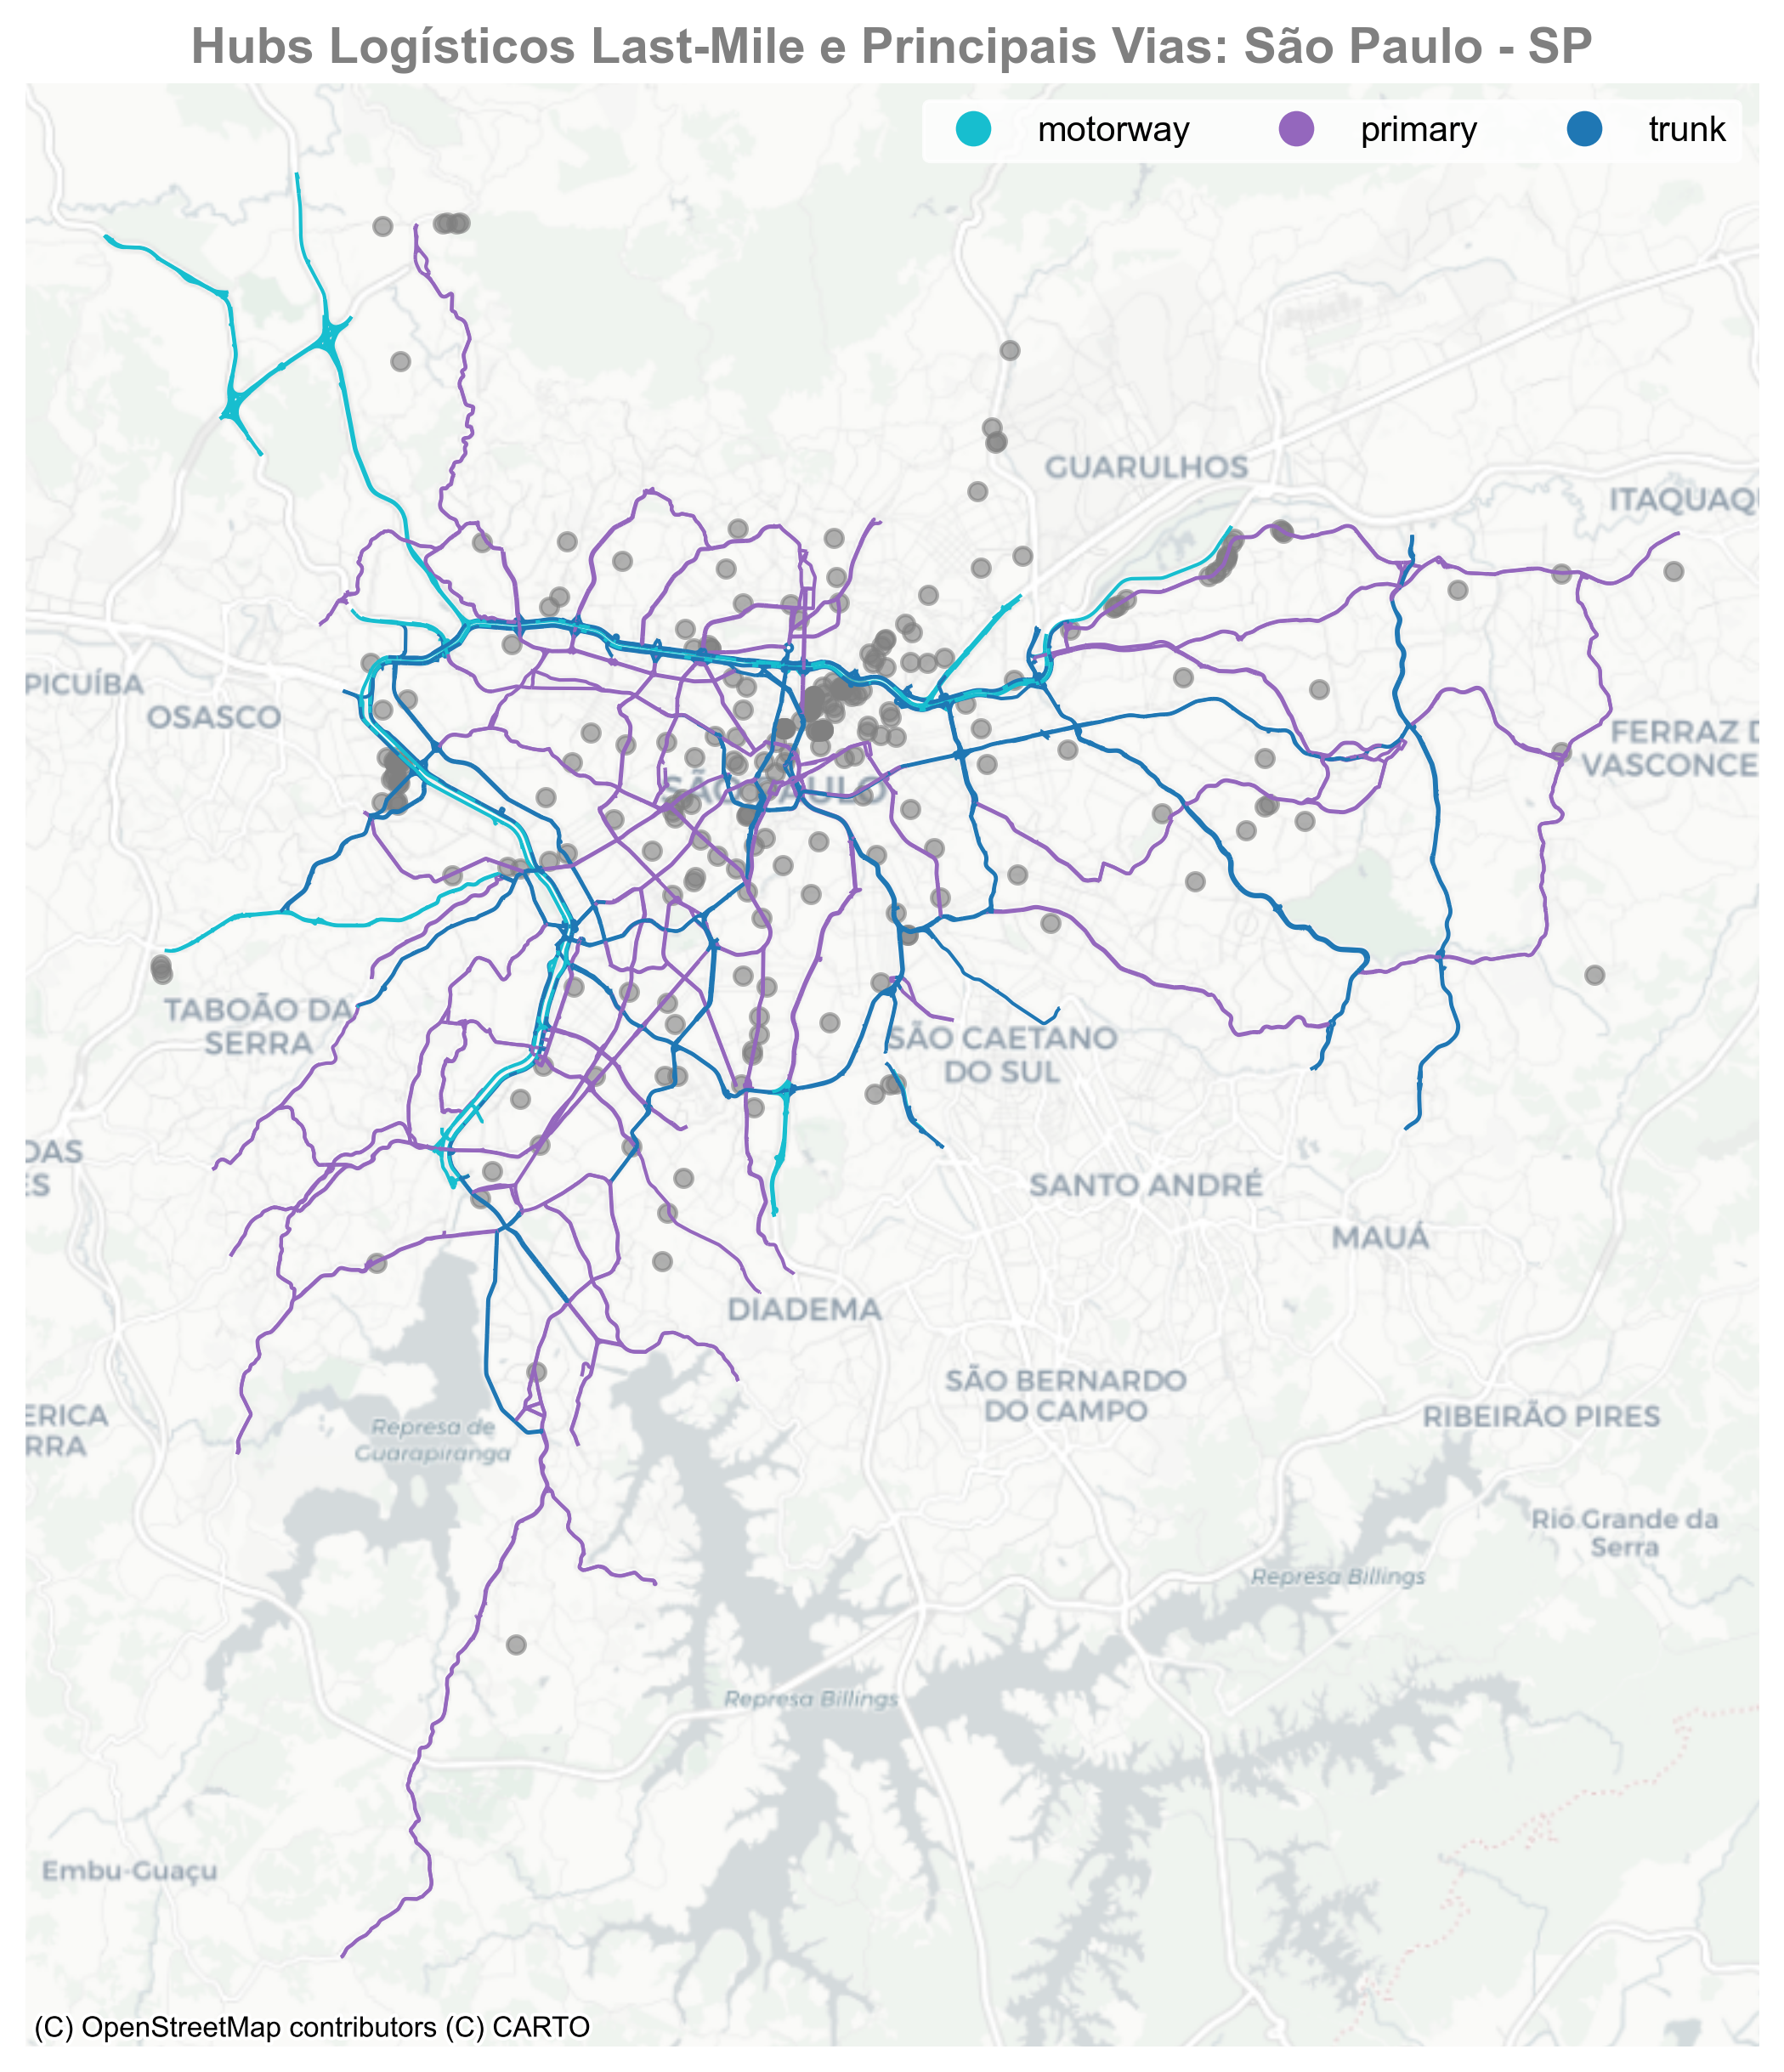 Hubs Logísticos Last-Mile e Principais Vias: São Paulo - SP
motorway
primary
trunk
GUARULHOS
ITAQUAQU
PICUÍBA
OSASCO
FERRAZ D
VASCONCE
SÃO PAULO
TABOÃO DA
SERRA
SÃO CAETANO
DO SUL
DAS
ES
SANTO ANDRÉ
MAUÁ
DIADEMA
SÃO BERNARDO
DO CAMPO
ERICA
RRA
RIBEIRÃO PIRES
Represa de
Guarapiranga
Rio Grande da
Serra
Represa Billings
Represa Billings
Embu-Guaçu
(C) OpenStreetMap contributors (C) CARTO